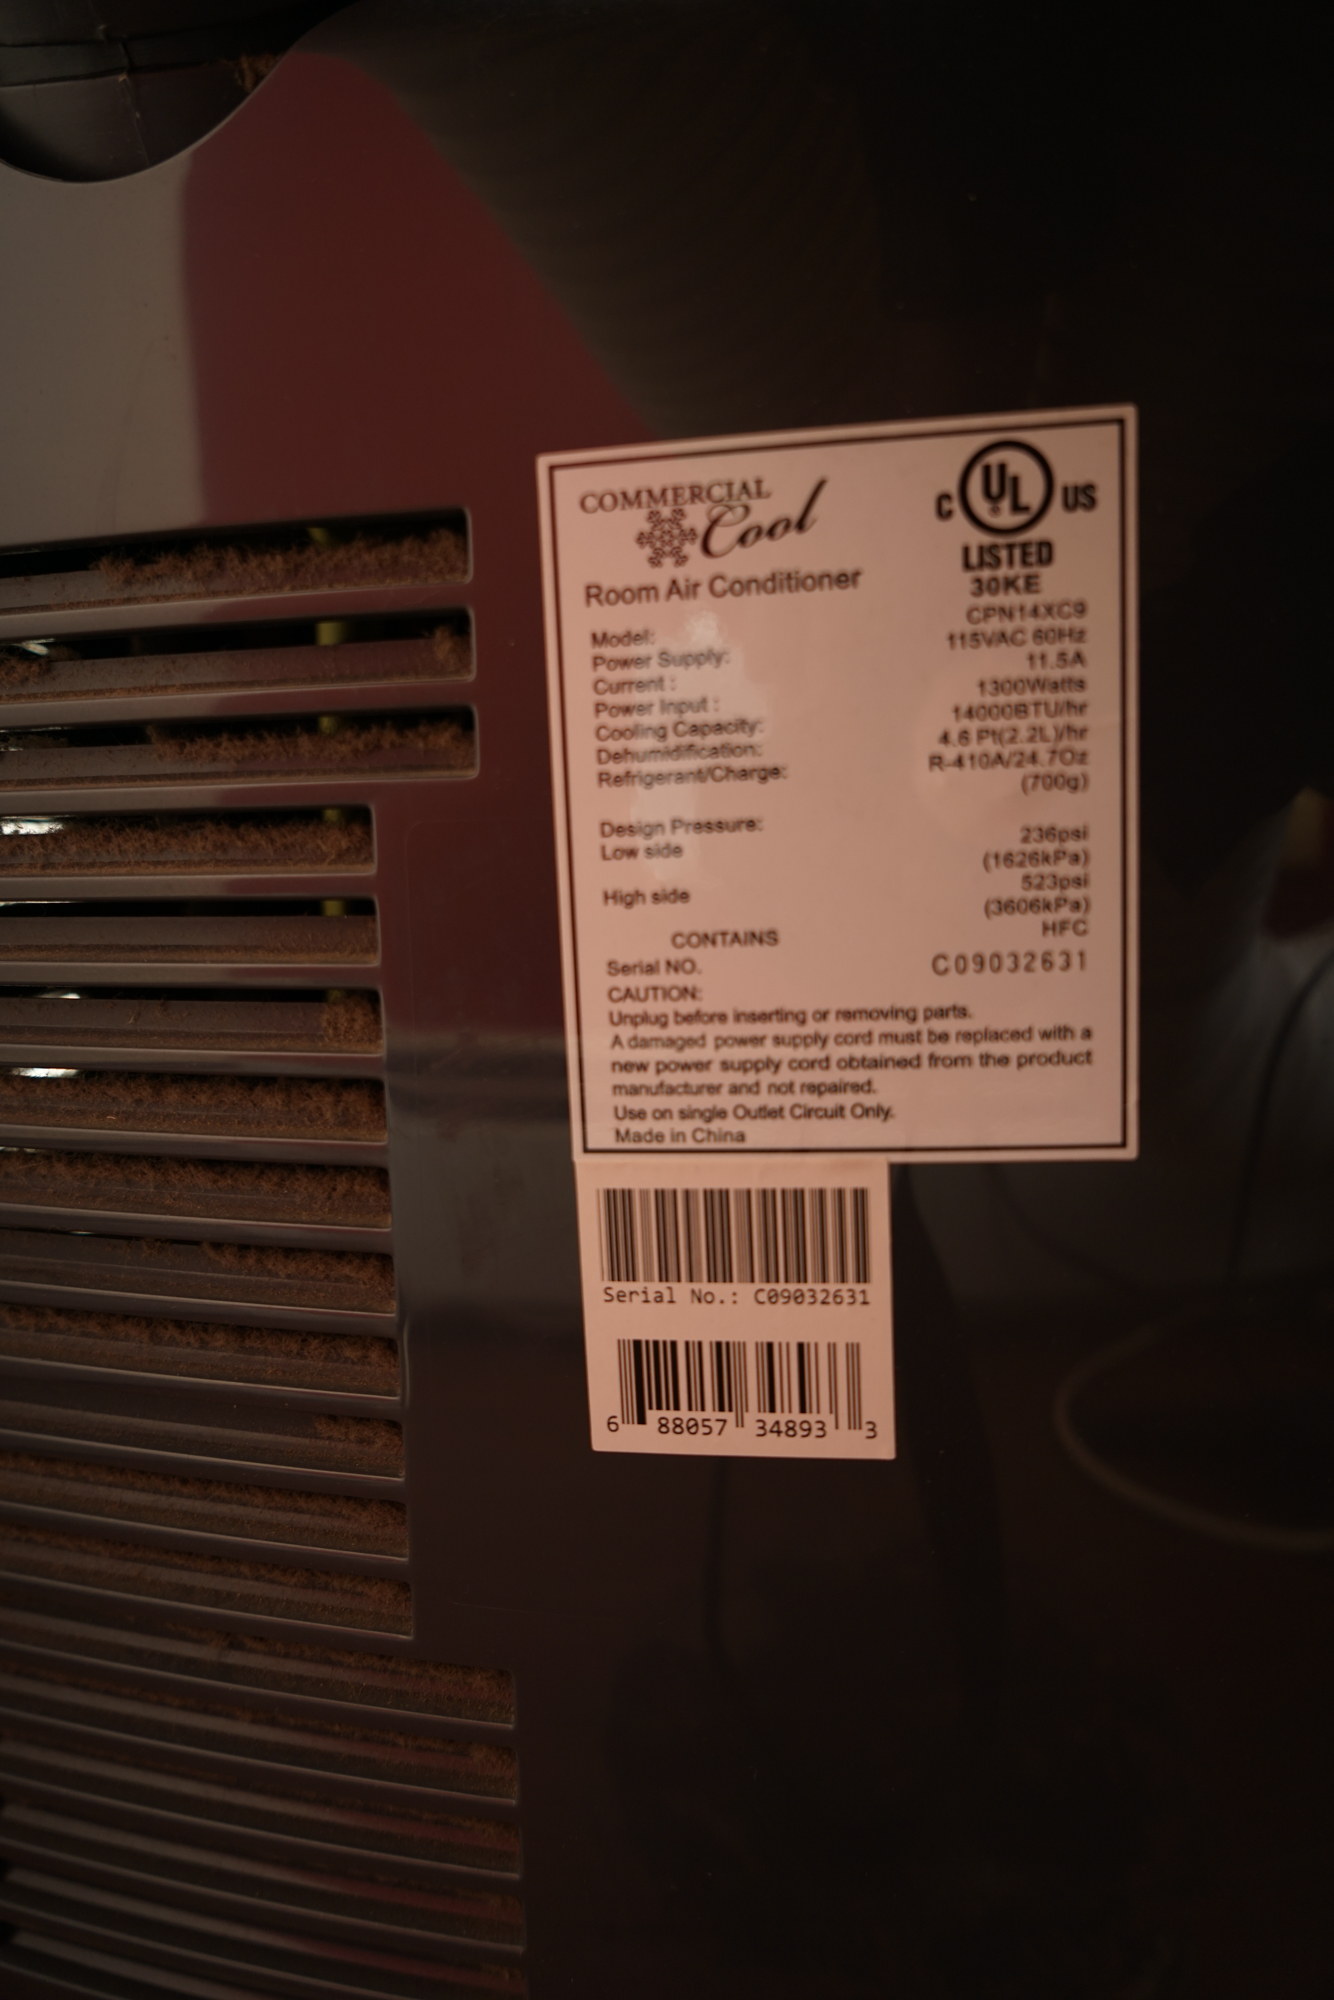 COMMERCIAL
Cool
Room Air Conditioner
C UL US
LISTED
30KE
Model: CPN14XC9
Power Supply: 115VAC 60Hz
Current : 11.5A
Power Input : 1300Watts
Cooling Capacity: 14000BTU/hr
Dehumidification: 4.6 Pt(2.2L)/hr
Refrigerant/Charge: R-410A/24.7Oz
(700g)
Design Pressure:
Low side 236psi
(1626kPa)
High side 523psi
(3606kPa)
CONTAINS HFC
Serial NO. C09032631
CAUTION:
Unplug before inserting or removing parts.
A damaged power supply cord must be replaced with a
new power supply cord obtained from the product
manufacturer and not repaired.
Use on single Outlet Circuit Only.
Made in China
Serial No.: C09032631
6 88057 34893 3